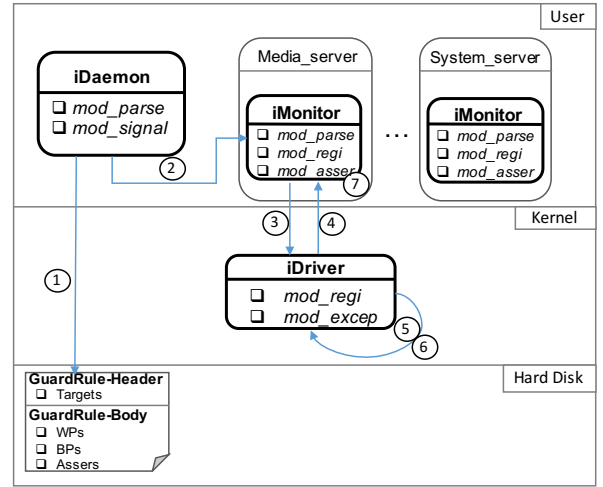 User
iDaemon
mod_parse
mod_signal
Media_server
iMonitor
mod_parse
mod_regi
mod_asser
...
System_server
iMonitor
mod_parse
mod_regi
mod_asser
2
7
3
4
Kernel
1
iDriver
mod_regi
mod_excep
5
6
Hard Disk
GuardRule-Header
Targets
GuardRule-Body
WPs
BPs
Assers